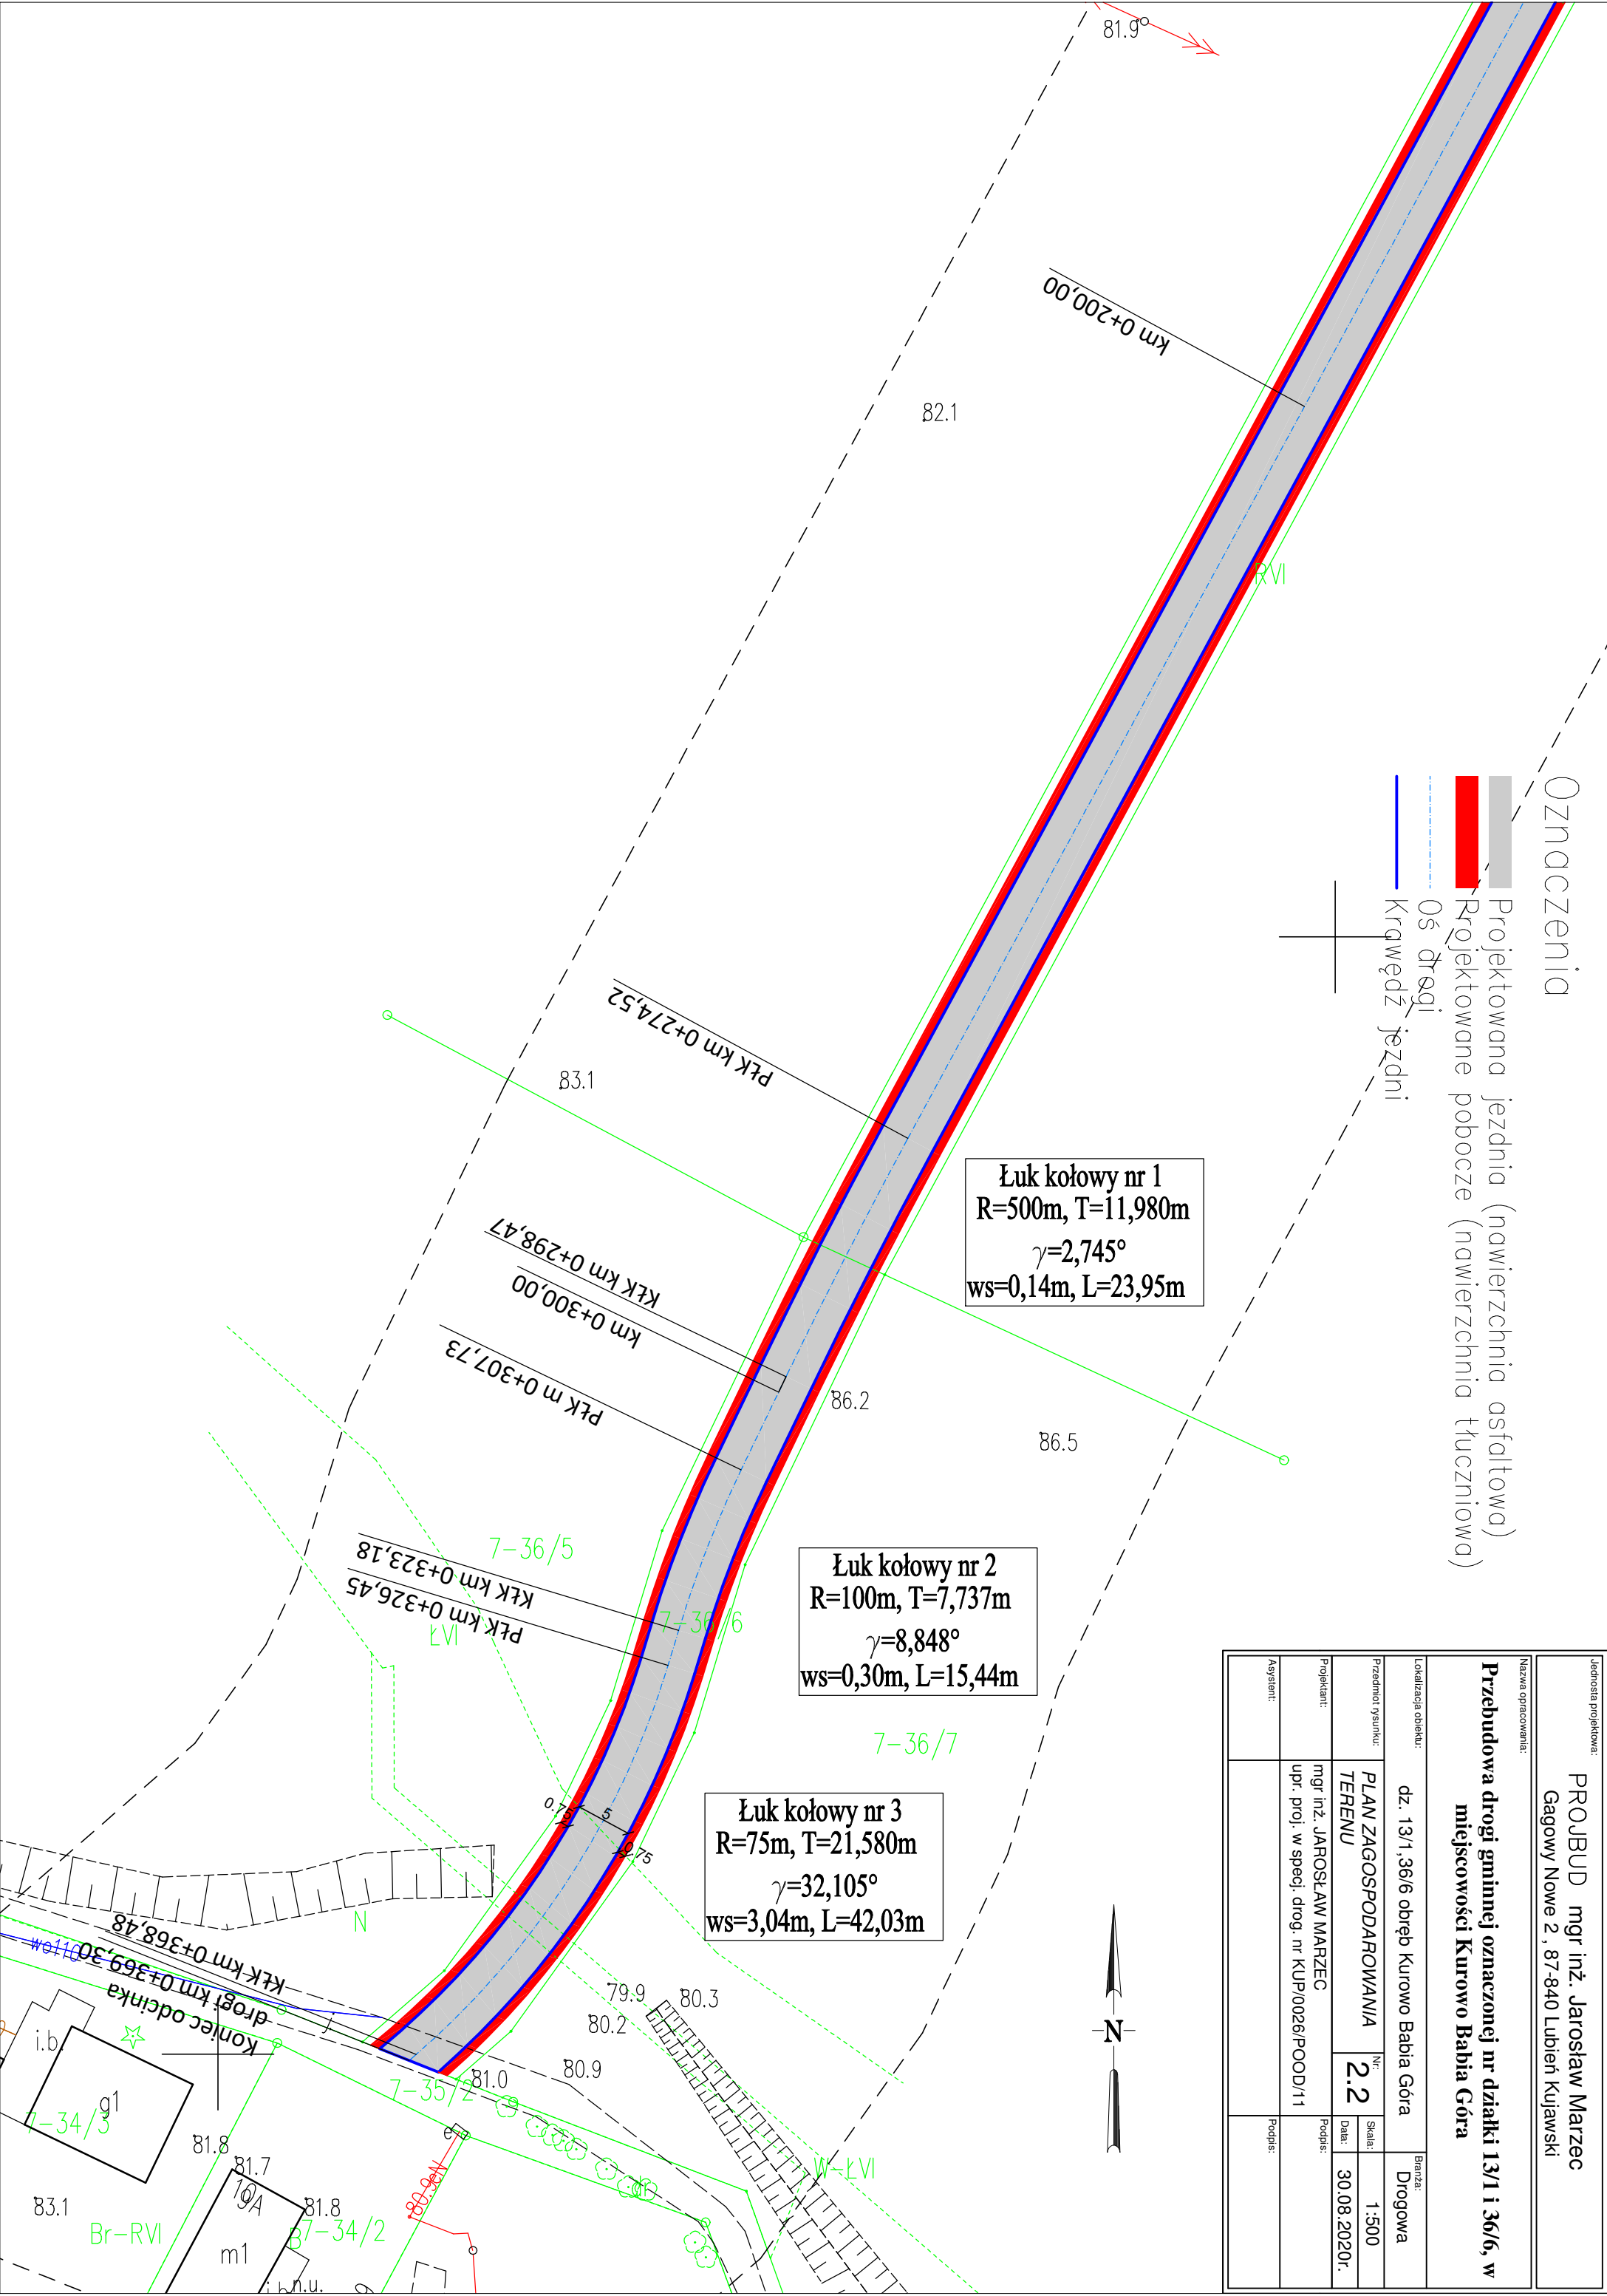 81.9
km 0+200,00
82.1
RVI
Oznaczenia
Projektowana jezdnia (nawierzchnia asfaltowa)
Projektowane pobocze (nawierzchnia tłuczniowa)
Oś drogi
Krawędź jezdni
PŁK km 0+274,52
83.1
Łuk kołowy nr 1
R=500m, T=11,980m
γ=2,745°
ws=0,14m, L=23,95m
KŁK km 0+298,47
km 0+300,00
PŁK m 0+307,73
86.2
86.5
7-36/5
KŁK km 0+323,18
PŁK km 0+326,45
ŁVI
7-36/6
Łuk kołowy nr 2
R=100m, T=7,737m
γ=8,848°
ws=0,30m, L=15,44m
7-36/7
0.75
5
0.75
Łuk kołowy nr 3
R=75m, T=21,580m
γ=32,105°
ws=3,04m, L=42,03m
N
KŁK km 0+368,48
Koniec odcinka
drogi km 0+369,30
wo110
79.9
80.3
80.2
80.9
81.0
7-35/2
N
i.b.
g1
7-34/3
81.8
81.7
10
9A
81.8
83.1
Br-RVI
B
7-34/2
m1
i.b.
n.u.
e
80.9eN
dr
W-ŁVI
Jednosta projektowa:
PROJBUD mgr inż. Jarosław Marzec
Gagowy Nowe 2 , 87-840 Lubień Kujawski
Nazwa opracowania:
Przebudowa drogi gminnej oznaczonej nr działki 13/1 i 36/6, w
miejscowości Kurowo Babia Góra
Lokalizacja obiektu:
dz. 13/1,36/6 obręb Kurowo Babia Góra
Branża:
Drogowa
Przedmiot rysunku:
PLAN ZAGOSPODAROWANIA
TERENU
Nr:
2.2
Skala:
1:500
Data:
30.08.2020r.
Projektant:
mgr inż. JAROSŁAW MARZEC
upr. proj. w specj. drog. nr KUP/0026/POOD/11
Podpis:
Asystent:
Podpis: